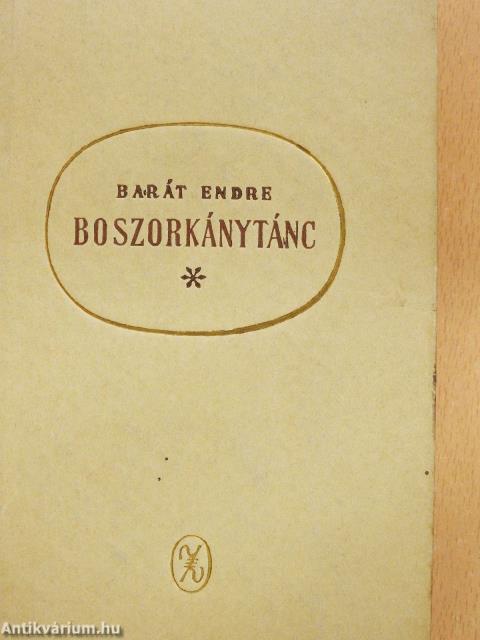 BARÁT ENDRE
BOSZORKÁNYTÁNC
Antikvárium.hu